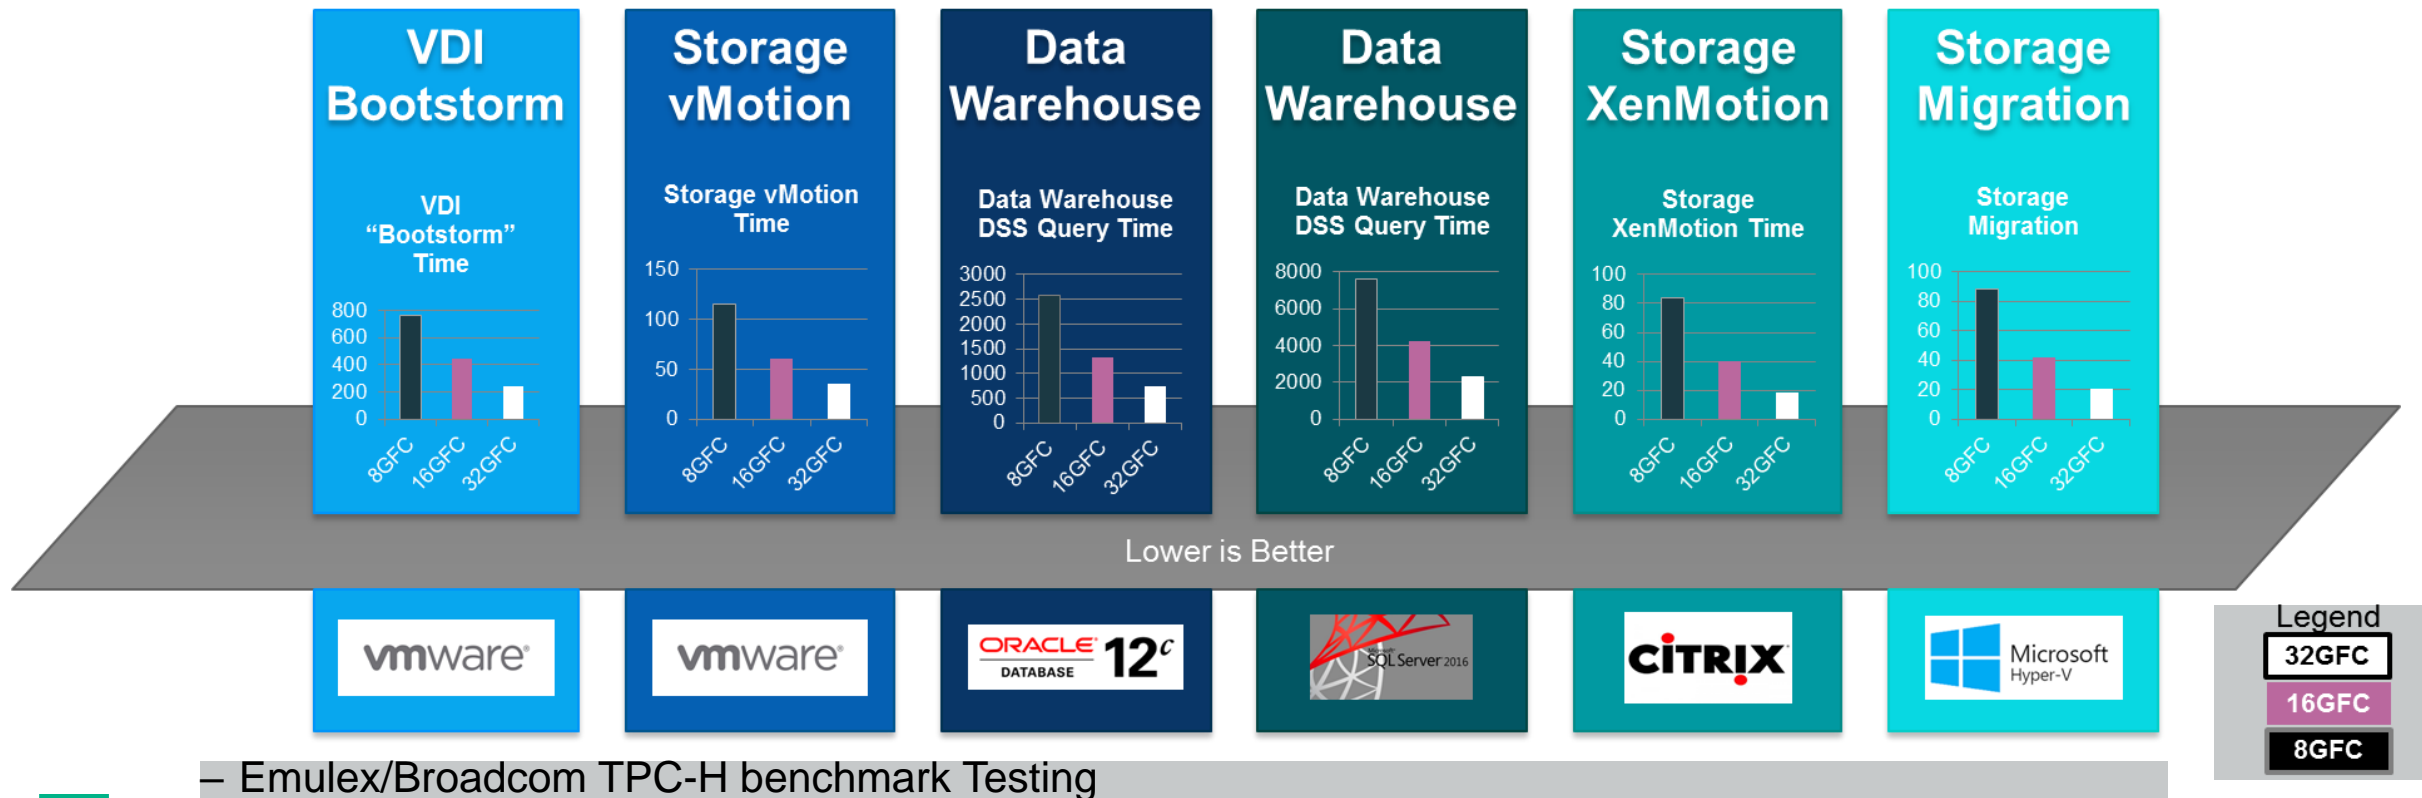 VDI
Bootstorm
VDI
“Bootstorm”
Time
800
600
400
200
0
8GFC
16GFC
32GFC
Storage
vMotion
Storage vMotion
Time
150
100
50
0
8GFC
16GFC
32GFC
Data
Warehouse
Data Warehouse
DSS Query Time
3000
2500
2000
1500
1000
500
0
8GFC
16GFC
32GFC
Data
Warehouse
Data Warehouse
DSS Query Time
8000
6000
4000
2000
0
8GFC
16GFC
32GFC
Storage
XenMotion
Storage
XenMotion Time
100
80
60
40
20
0
8GFC
16GFC
32GFC
Storage
Migration
Storage
Migration
100
80
60
40
20
0
8GFC
16GFC
32GFC
Lower is Better
vmware®
vmware®
ORACLE® 12c
DATABASE
Microsoft®
SQL Server® 2016
CiTRIX
Microsoft
Hyper-V
Legend
32GFC
16GFC
8GFC
– Emulex/Broadcom TPC-H benchmark Testing